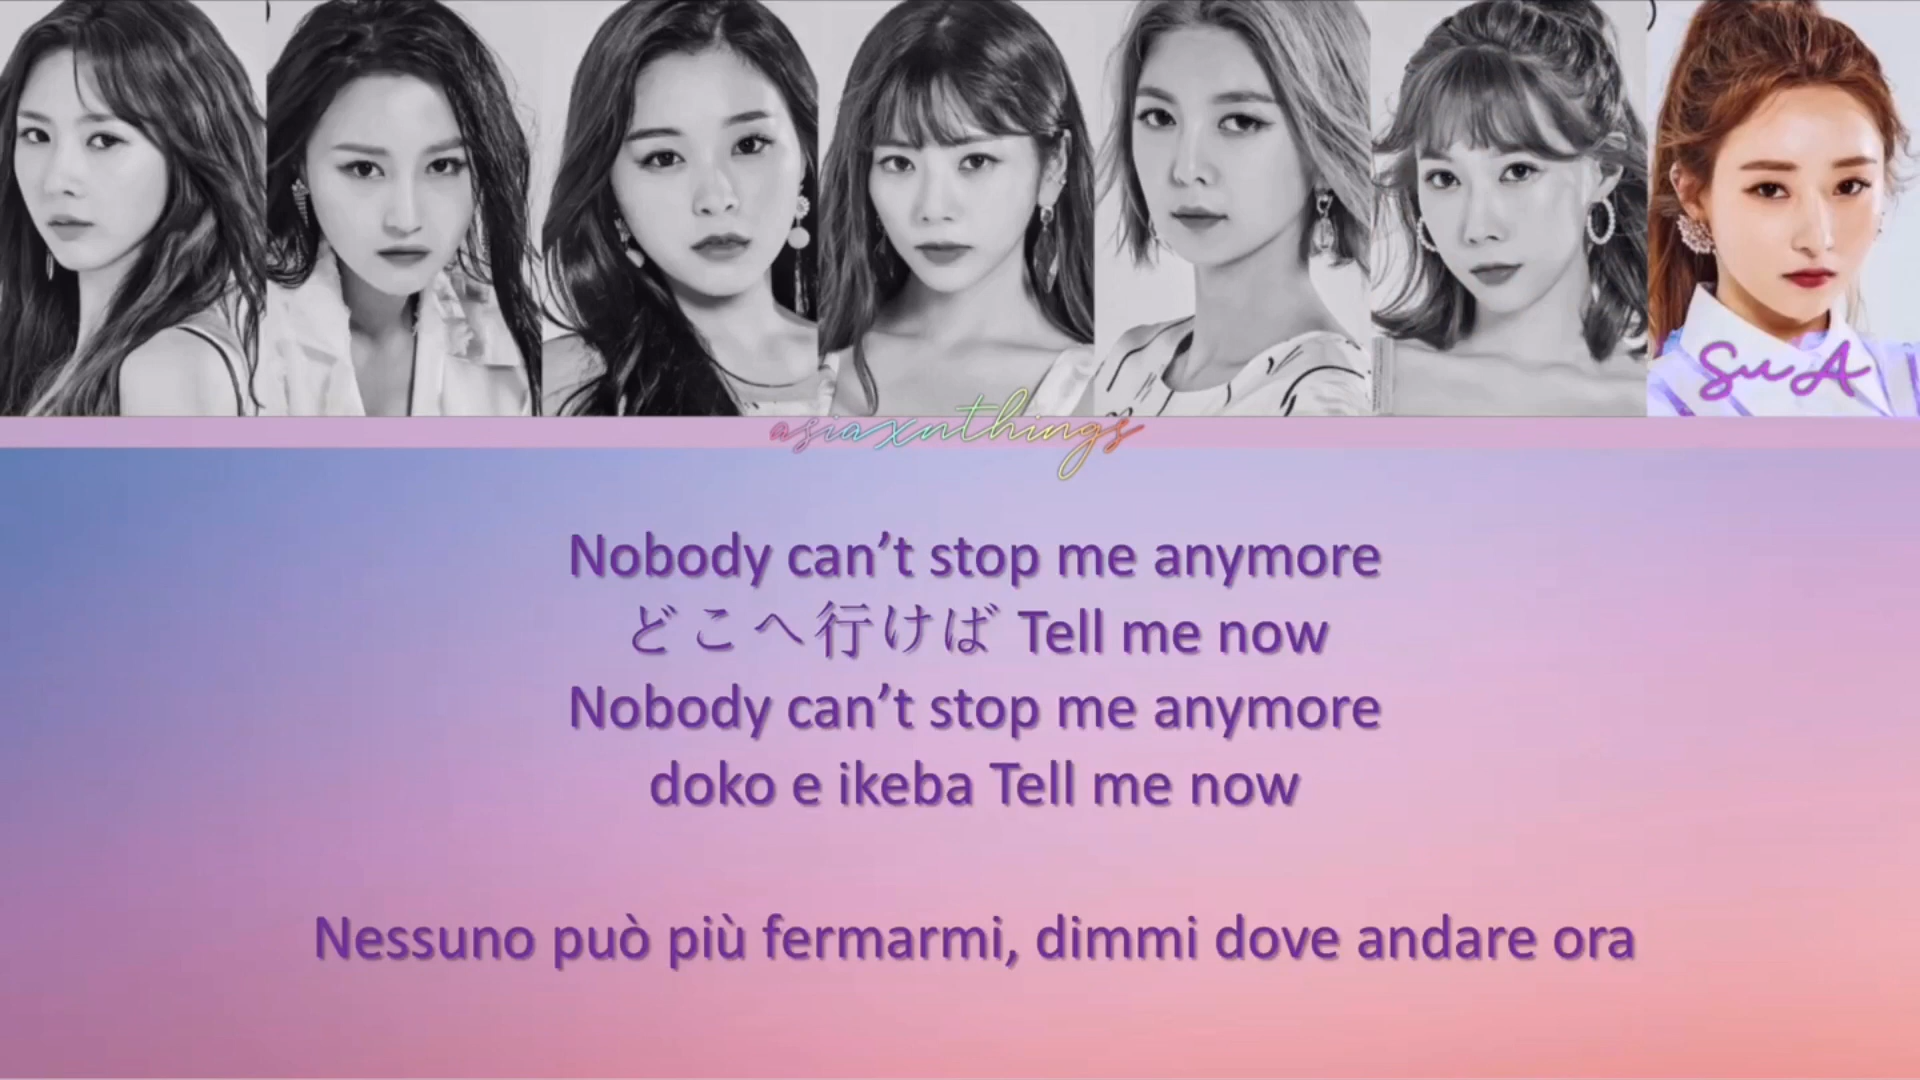 SuA
asiaxnthings
Nobody can’t stop me anymore
どこへ行けば Tell me now
Nobody can’t stop me anymore
doko e ikeba Tell me now
Nessuno può più fermarmi, dimmi dove andare ora